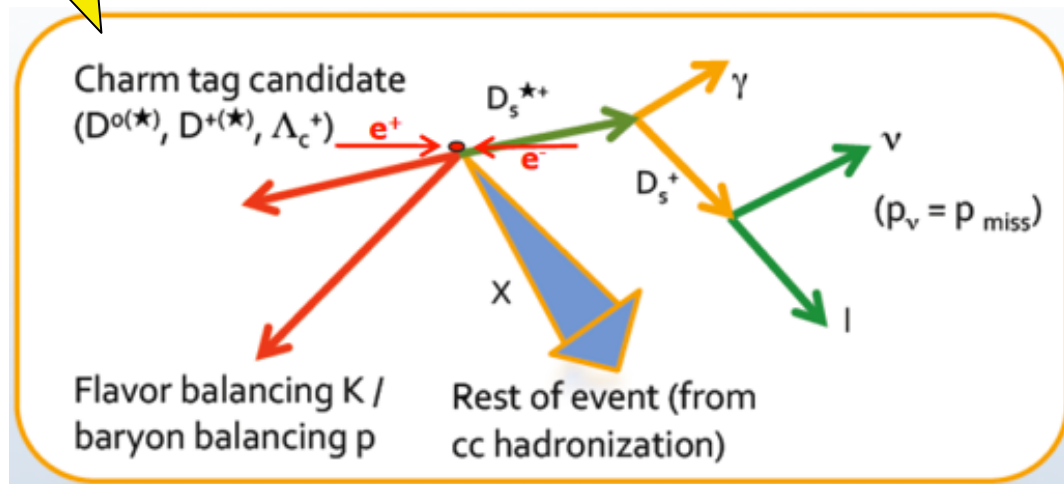 Charm tag candidate
(D⁰⁽★⁾, D⁺⁽★⁾, Λc⁺)
e⁺
e⁻
Ds★⁺
γ
Ds⁺
ν
(pν = p miss)
X
l
Flavor balancing K /
baryon balancing p
Rest of event (from
cc hadronization)